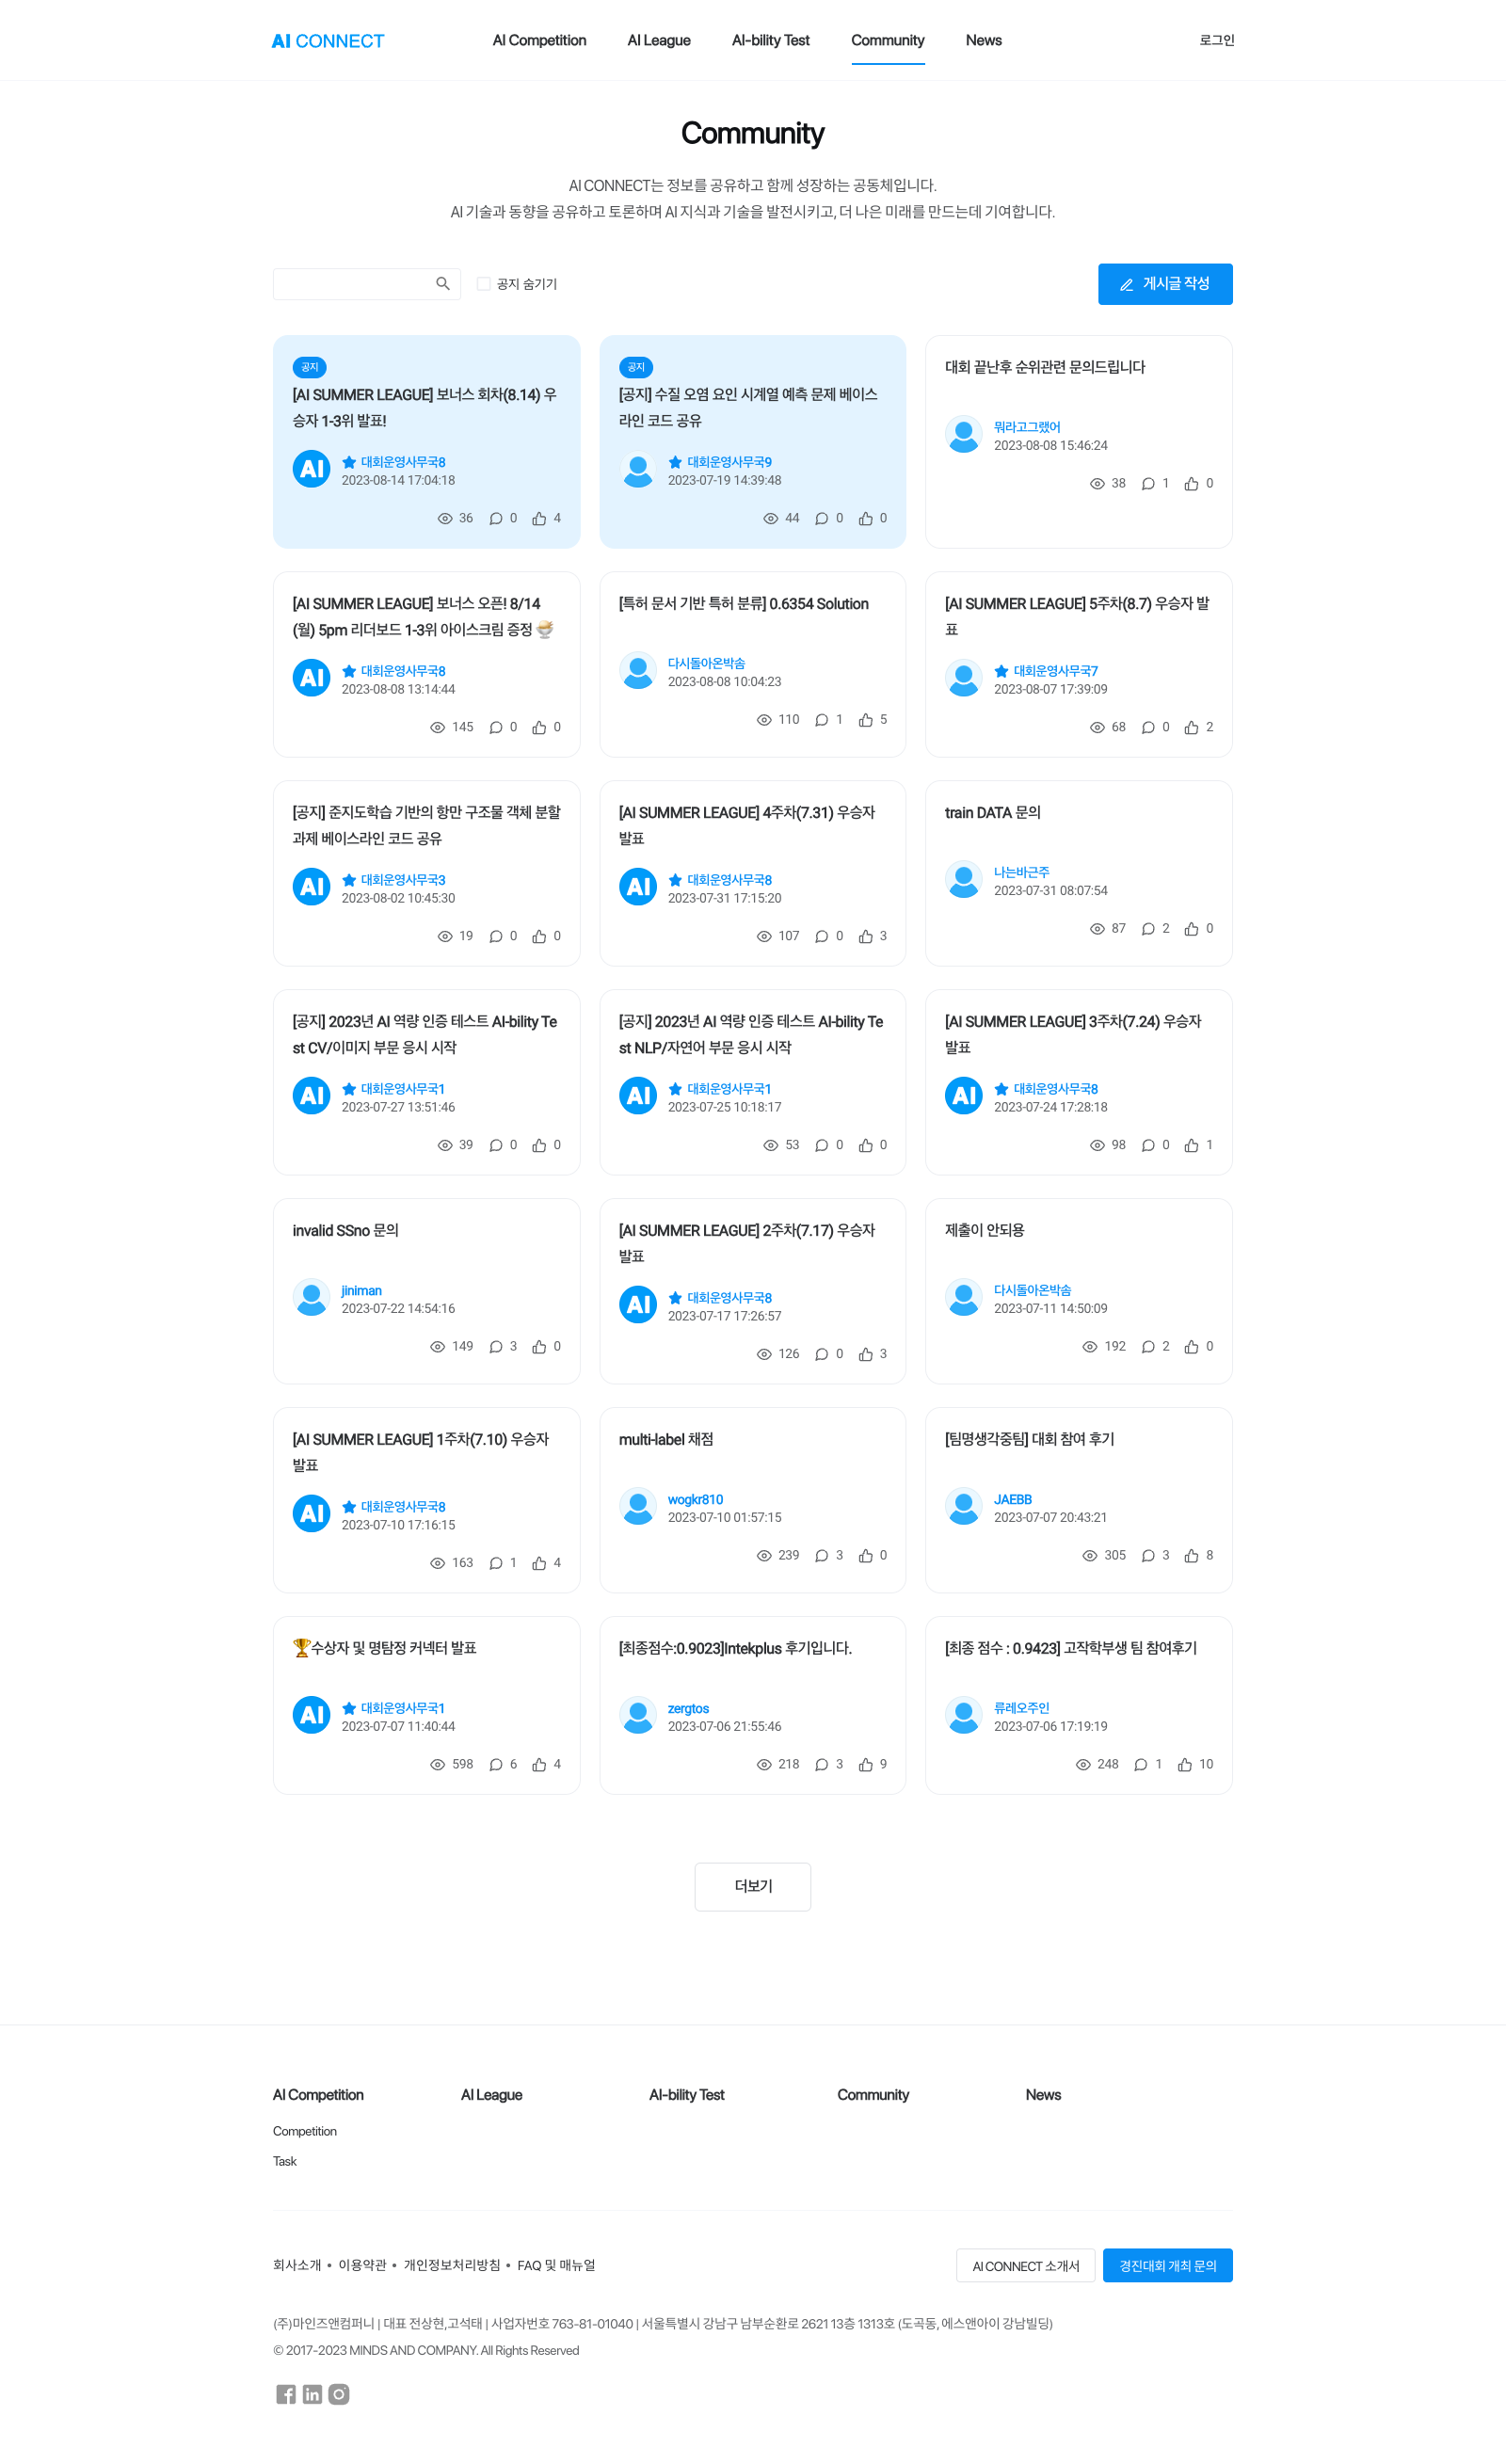 AI CONNECT
AI Competition
AI League
AI-bility Test
Community
News
로그인
Community
AI CONNECT는 정보를 공유하고 함께 성장하는 공동체입니다.
AI 기술과 동향을 공유하고 토론하며 AI 지식과 기술을 발전시키고, 더 나은 미래를 만드는데 기여합니다.
공지 숨기기
게시글 작성
공지
[AI SUMMER LEAGUE] 보너스 회차(8.14) 우
승자 1-3위 발표!
AI
대회운영사무국8
2023-08-14 17:04:18
36 0 4
공지
[공지] 수질 오염 요인 시계열 예측 문제 베이스
라인 코드 공유
대회운영사무국9
2023-07-19 14:39:48
44 0 0
대회 끝난후 순위관련 문의드립니다
뭐라고그랬어
2023-08-08 15:46:24
38 1 0
[AI SUMMER LEAGUE] 보너스 오픈! 8/14
(월) 5pm 리더보드 1-3위 아이스크림 증정 🍨
AI
대회운영사무국8
2023-08-08 13:14:44
145 0 0
[특허 문서 기반 특허 분류] 0.6354 Solution
다시돌아온박솜
2023-08-08 10:04:23
110 1 5
[AI SUMMER LEAGUE] 5주차(8.7) 우승자 발
표
대회운영사무국7
2023-08-07 17:39:09
68 0 2
[공지] 준지도학습 기반의 항만 구조물 객체 분할
과제 베이스라인 코드 공유
AI
대회운영사무국3
2023-08-02 10:45:30
19 0 0
[AI SUMMER LEAGUE] 4주차(7.31) 우승자
발표
AI
대회운영사무국8
2023-07-31 17:15:20
107 0 3
train DATA 문의
나는바근주
2023-07-31 08:07:54
87 2 0
[공지] 2023년 AI 역량 인증 테스트 AI-bility Te
st CV/이미지 부문 응시 시작
AI
대회운영사무국1
2023-07-27 13:51:46
39 0 0
[공지] 2023년 AI 역량 인증 테스트 AI-bility Te
st NLP/자연어 부문 응시 시작
AI
대회운영사무국1
2023-07-25 10:18:17
53 0 0
[AI SUMMER LEAGUE] 3주차(7.24) 우승자
발표
AI
대회운영사무국8
2023-07-24 17:28:18
98 0 1
invalid SSno 문의
jiniman
2023-07-22 14:54:16
149 3 0
[AI SUMMER LEAGUE] 2주차(7.17) 우승자
발표
AI
대회운영사무국8
2023-07-17 17:26:57
126 0 3
제출이 안되용
다시돌아온박솜
2023-07-11 14:50:09
192 2 0
[AI SUMMER LEAGUE] 1주차(7.10) 우승자
발표
AI
대회운영사무국8
2023-07-10 17:16:15
163 1 4
multi-label 채점
wogkr810
2023-07-10 01:57:15
239 3 0
[팀명생각중팀] 대회 참여 후기
JAEBB
2023-07-07 20:43:21
305 3 8
🏆수상자 및 명탐정 커넥터 발표
AI
대회운영사무국1
2023-07-07 11:40:44
598 6 4
[최종점수:0.9023]Intekplus 후기입니다.
zergtos
2023-07-06 21:55:46
218 3 9
[최종 점수 : 0.9423] 고작학부생 팀 참여후기
류레오주인
2023-07-06 17:19:19
248 1 10
더보기
AI Competition
AI League
AI-bility Test
Community
News
Competition
Task
회사소개 • 이용약관 • 개인정보처리방침 • FAQ 및 매뉴얼
AI CONNECT 소개서
경진대회 개최 문의
(주)마인즈앤컴퍼니 | 대표 전상현,고석태 | 사업자번호 763-81-01040 | 서울특별시 강남구 남부순환로 2621 13층 1313호 (도곡동, 에스앤아이 강남빌딩)
© 2017-2023 MINDS AND COMPANY. All Rights Reserved